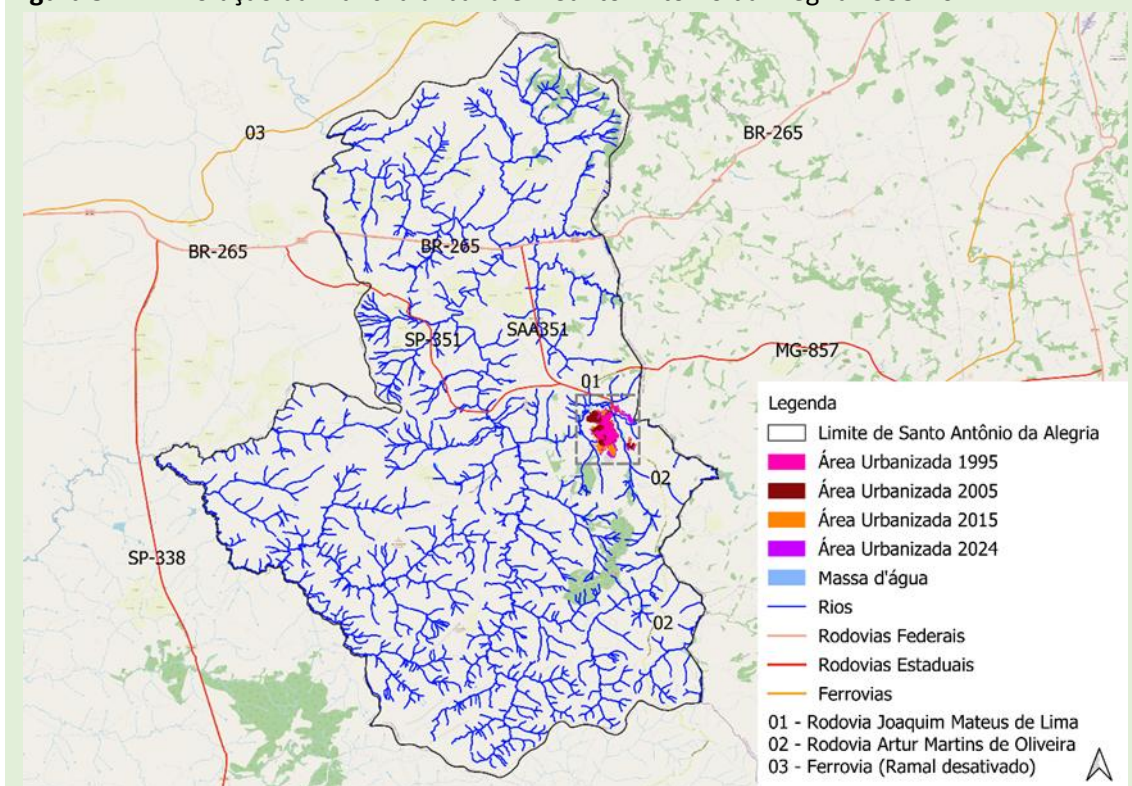 03
BR-265
BR-265
BR-265
SP-351
SAA351
MG-857
01
02
SP-338
02
Legenda
Limite de Santo Antônio da Alegria
Área Urbanizada 1995
Área Urbanizada 2005
Área Urbanizada 2015
Área Urbanizada 2024
Massa d'água
Rios
Rodovias Federais
Rodovias Estaduais
Ferrovias
01 - Rodovia Joaquim Mateus de Lima
02 - Rodovia Artur Martins de Oliveira
03 - Ferrovia (Ramal desativado)